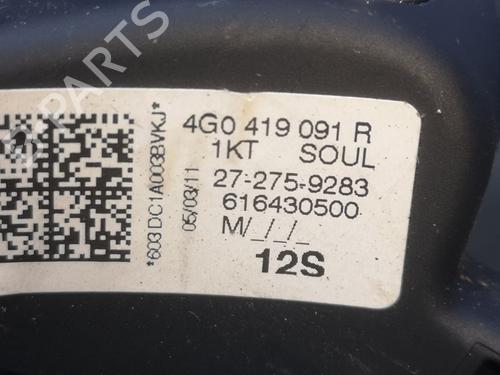 *603DC1A003BVKJ*
05/03/11
4G0 419 091 R
1KT SOUL
27-275-9283
616430500
M/_/_/_
12S
B-PARTS